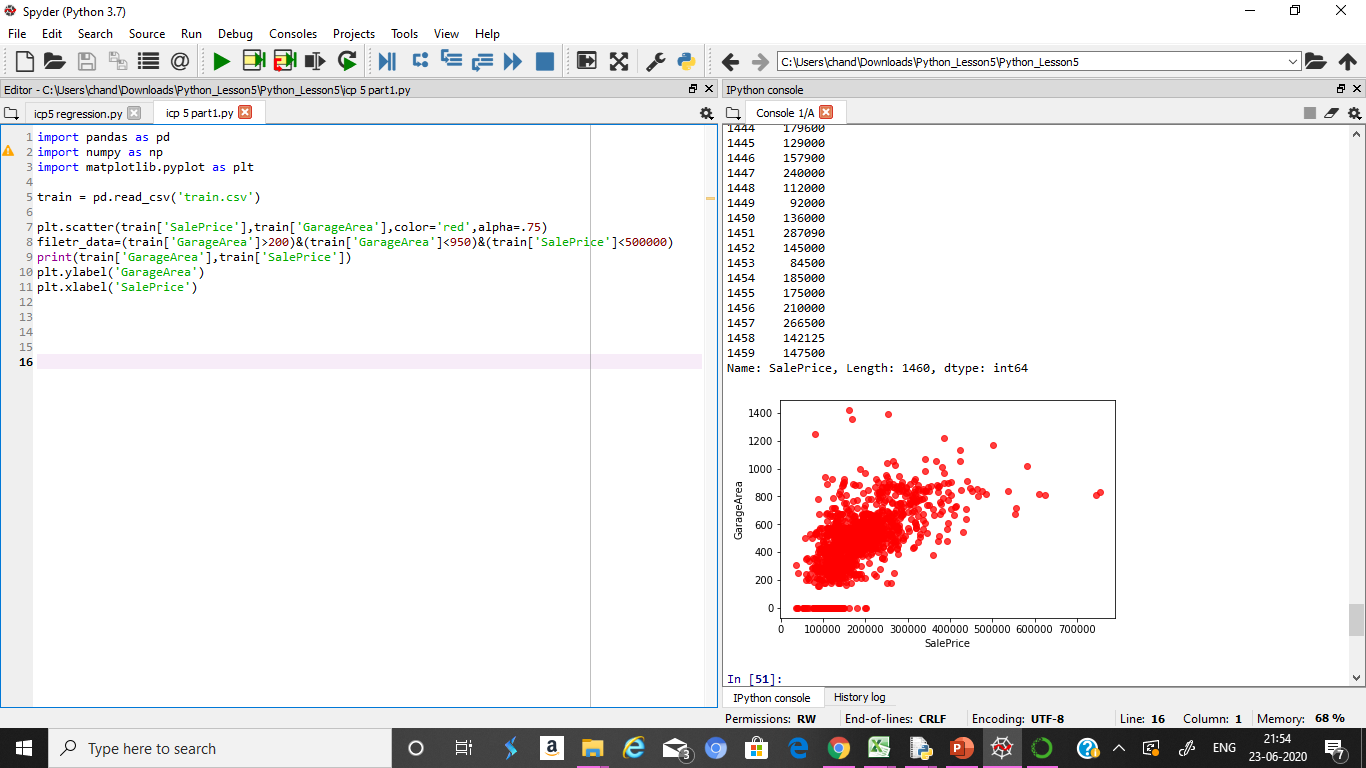 Spyder (Python 3.7)
File Edit Search Source Run Debug Consoles Projects Tools View Help
C:\Users\chand\Downloads\Python_Lesson5\Python_Lesson5
Editor - C:\Users\chand\Downloads\Python_Lesson5\Python_Lesson5\icp 5 part1.py
icp5 regression.py icp 5 part1.py
1 import pandas as pd
2 import numpy as np
3 import matplotlib.pyplot as plt
4
5 train = pd.read_csv('train.csv')
6
7 plt.scatter(train['SalePrice'],train['GarageArea'],color='red',alpha=.75)
8 filetr_data=(train['GarageArea']>200)&(train['GarageArea']<950)&(train['SalePrice']<500000)
9 print(train['GarageArea'],train['SalePrice'])
10 plt.ylabel('GarageArea')
11 plt.xlabel('SalePrice')
12
13
14
15
16
IPython console
Console 1/A
1444 179600
1445 129000
1446 157900
1447 240000
1448 112000
1449 92000
1450 136000
1451 287090
1452 145000
1453 84500
1454 185000
1455 175000
1456 210000
1457 266500
1458 142125
1459 147500
Name: SalePrice, Length: 1460, dtype: int64
1400
1200
1000
800
600
400
200
0
GarageArea
0 100000 200000 300000 400000 500000 600000 700000
SalePrice
In [51]:
IPython console History log
Permissions: RW End-of-lines: CRLF Encoding: UTF-8 Line: 16 Column: 1 Memory: 68 %
Type here to search
a
3
ENG
21:54
23-06-2020
7